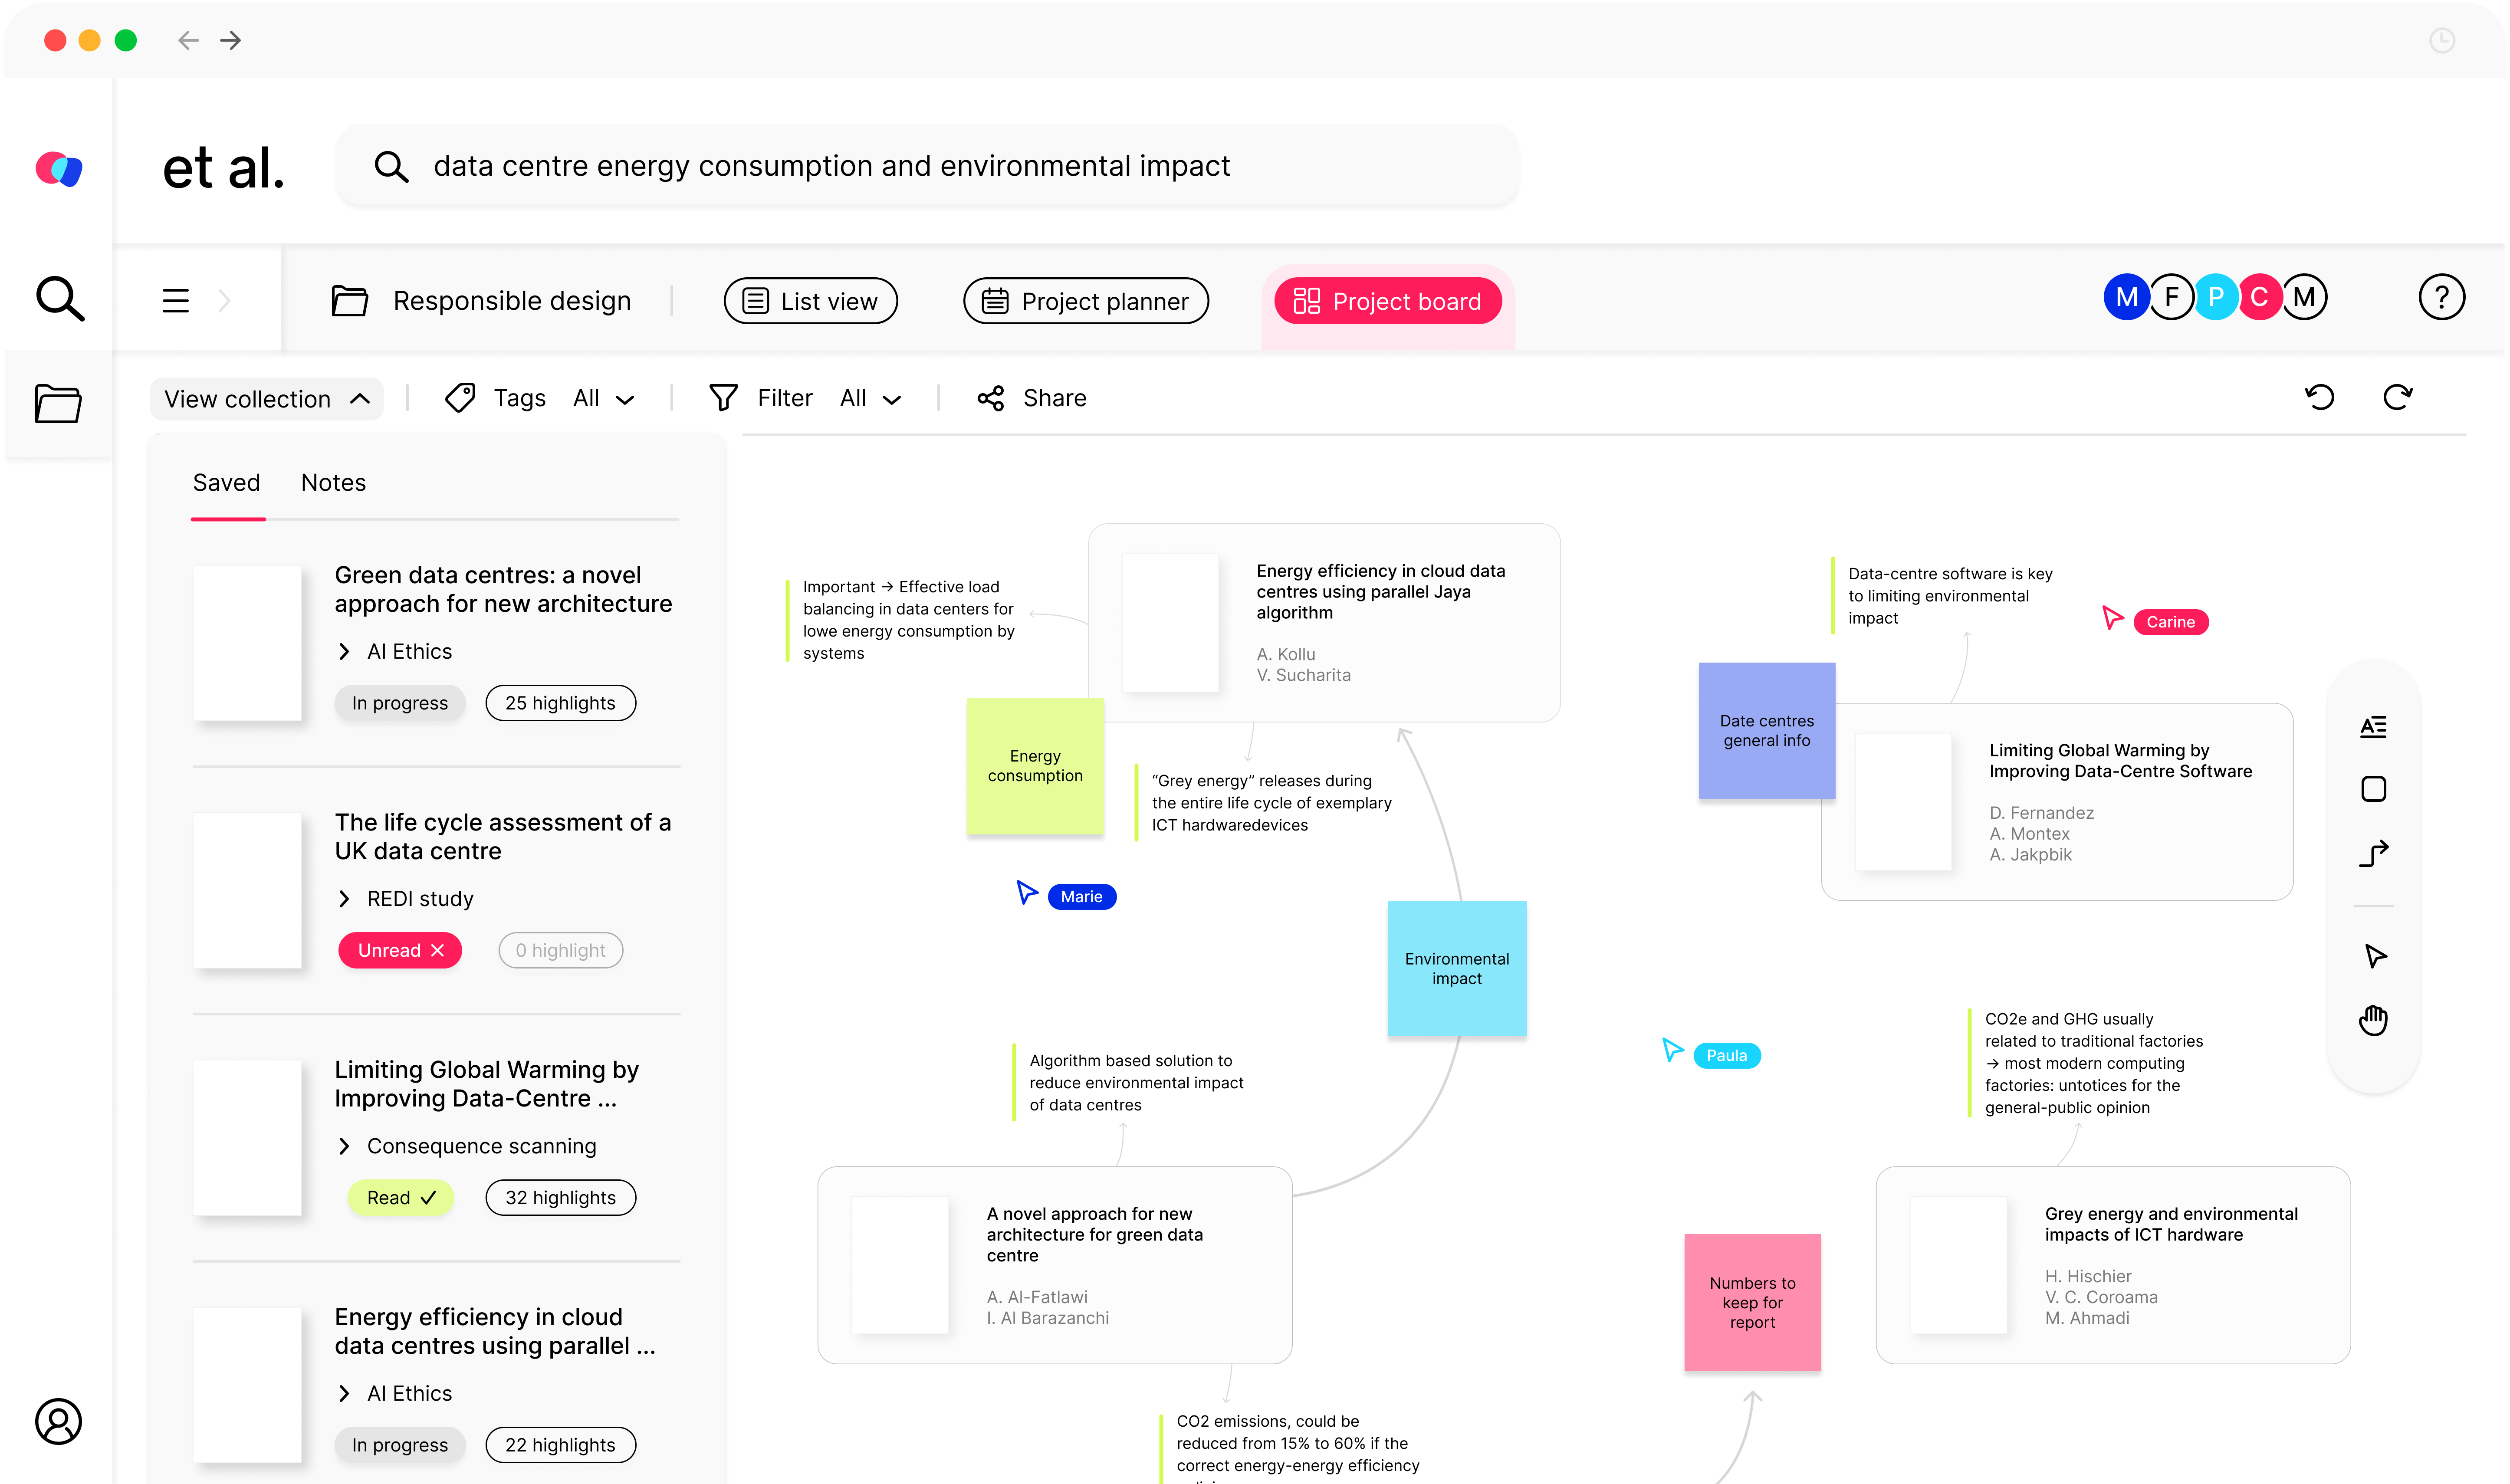 et al.
data centre energy consumption and environmental impact
Responsible design
List view
Project planner
Project board
M
F
P
C
M
?
View collection
Tags
All
Filter
All
Share
Saved
Notes
Green data centres: a novel
approach for new architecture
AI Ethics
In progress
25 highlights
The life cycle assessment of a
UK data centre
REDI study
Unread
0 highlight
Limiting Global Warming by
Improving Data-Centre ...
Consequence scanning
Read
32 highlights
Energy efficiency in cloud
data centres using parallel ...
AI Ethics
In progress
22 highlights
Important → Effective load
balancing in data centers for
lowe energy consumption by
systems
Energy efficiency in cloud data
centres using parallel Jaya
algorithm
A. Kollu
V. Sucharita
Energy
consumption
“Grey energy” releases during
the entire life cycle of exemplary
ICT hardwaredevices
Marie
Environmental
impact
Algorithm based solution to
reduce environmental impact
of data centres
A novel approach for new
architecture for green data
centre
A. Al-Fatlawi
I. Al Barazanchi
CO2 emissions, could be
reduced from 15% to 60% if the
correct energy-energy efficiency
Data-centre software is key
to limiting environmental
impact
Carine
Date centres
general info
Limiting Global Warming by
Improving Data-Centre Software
D. Fernandez
A. Montex
A. Jakpbik
Paula
CO2e and GHG usually
related to traditional factories
→ most modern computing
factories: untotices for the
general-public opinion
Numbers to
keep for
report
Grey energy and environmental
impacts of ICT hardware
H. Hischier
V. C. Coroama
M. Ahmadi
A